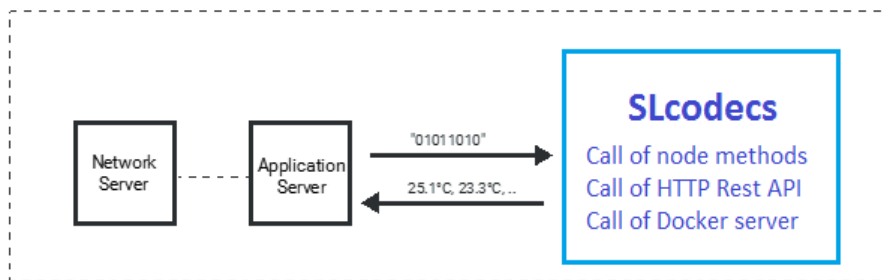 SLcodecs
Network
Server
Application
Server
"01011010"
25.1°C, 23.3°C, ..
Call of node methods
Call of HTTP Rest API
Call of Docker server